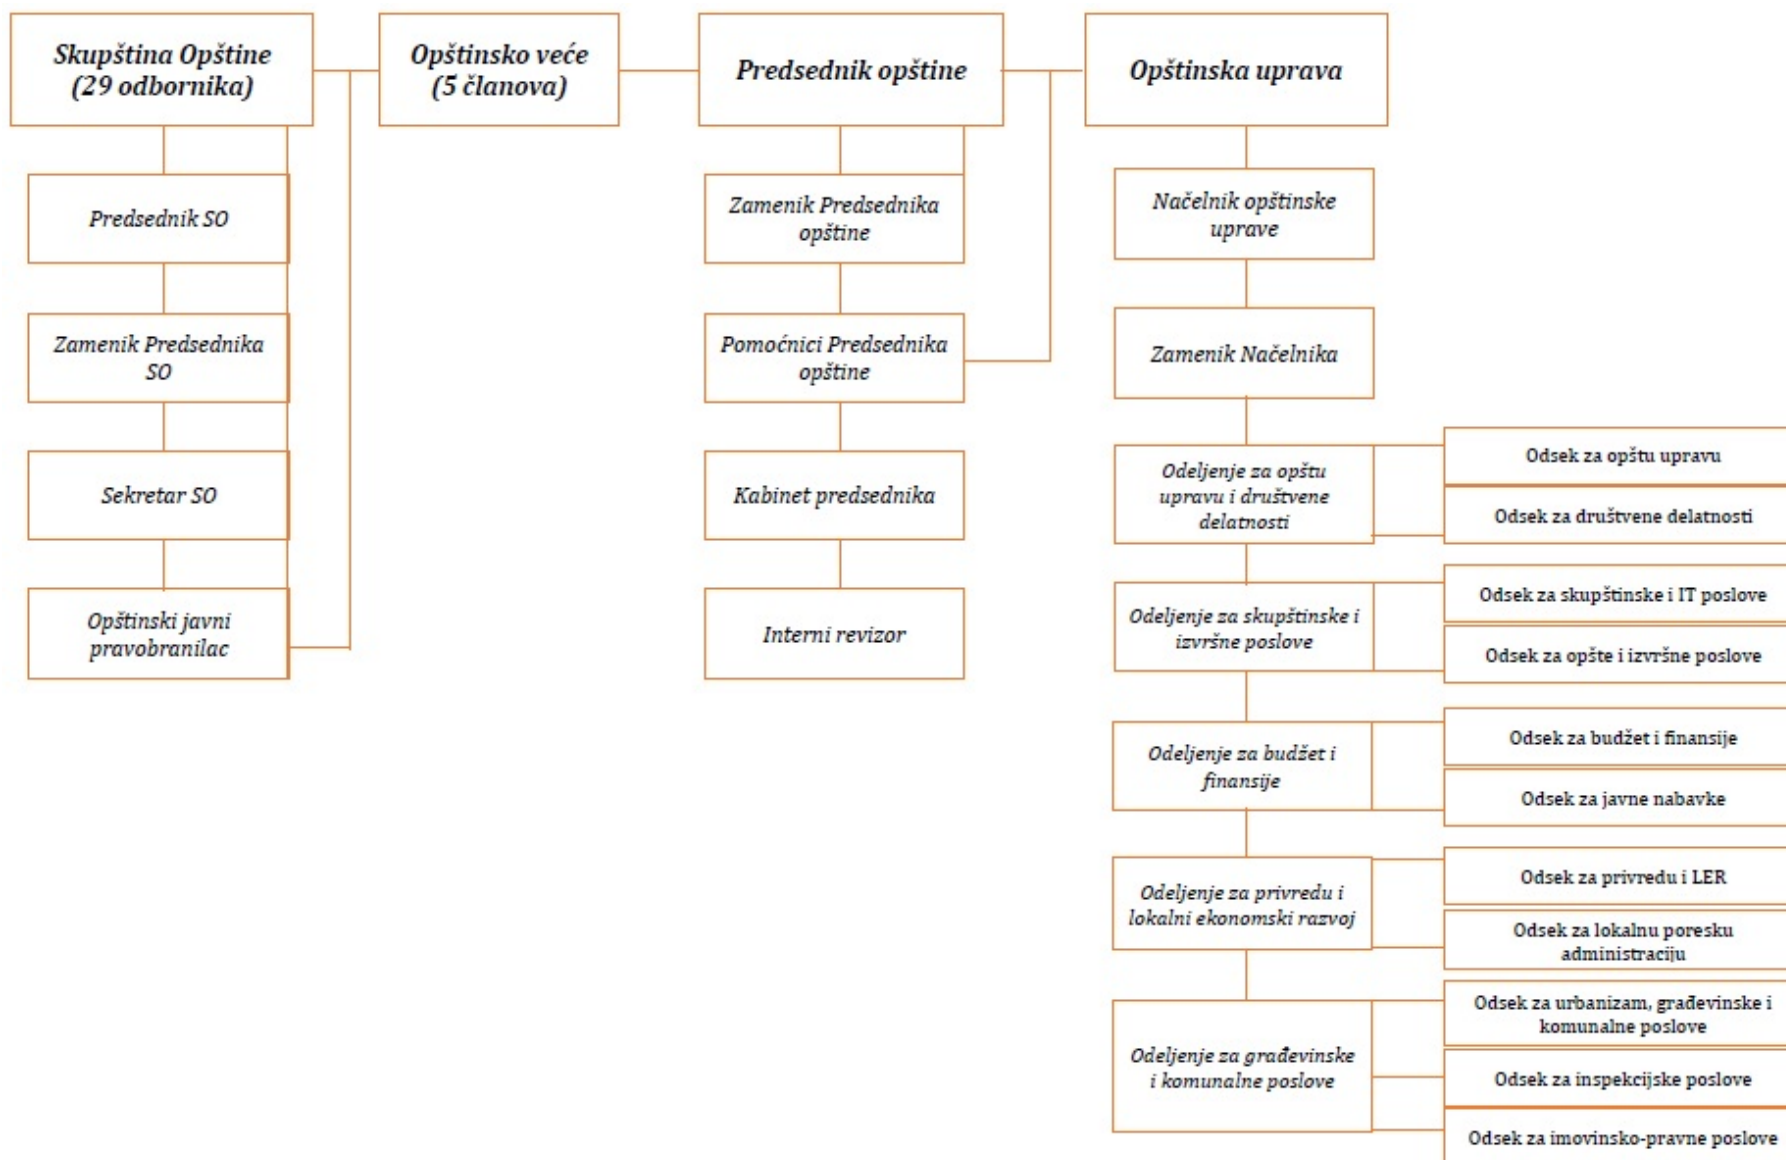 Skupština Opštine
(29 odbornika)
Opštinsko veće
(5 članova)
Predsednik opštine
Opštinska uprava
Predsednik SO
Zamenik Predsednika
SO
Sekretar SO
Opštinski javni
pravobranilac
Zamenik Predsednika
opštine
Pomoćnici Predsednika
opštine
Kabinet predsednika
Interni revizor
Načelnik opštinske
uprave
Zamenik Načelnika
Odeljenje za opštu
upravu i društvene
delatnosti
Odsek za opštu upravu
Odsek za društvene delatnosti
Odeljenje za skupštinske i
izvršne poslove
Odsek za skupštinske i IT poslove
Odsek za opšte i izvršne poslove
Odeljenje za budžet i
finansije
Odsek za budžet i finansije
Odsek za javne nabavke
Odeljenje za privredu i
lokalni ekonomski razvoj
Odsek za privredu i LER
Odsek za lokalnu poresku
administraciju
Odeljenje za građevinske
i komunalne poslove
Odsek za urbanizam, građevinske i
komunalne poslove
Odsek za inspekcijske poslove
Odsek za imovinsko-pravne poslove